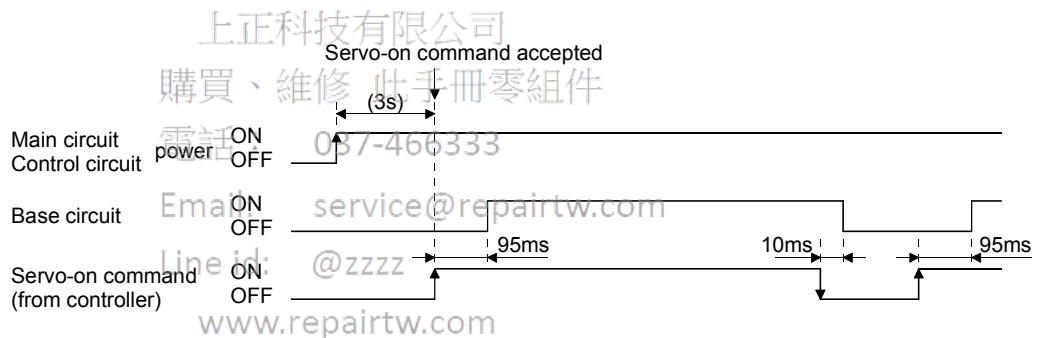 上正科技有限公司
Servo-on command accepted
購買、維修 此手冊零組件
(3s)
Main circuit
Control circuit
power
ON
OFF
電話： 037-466333
Base circuit
ON
OFF
Email: service@repairtw.com
95ms
10ms
95ms
Servo-on command
(from controller)
ON
OFF
Line id: @zzzz
www.repairtw.com